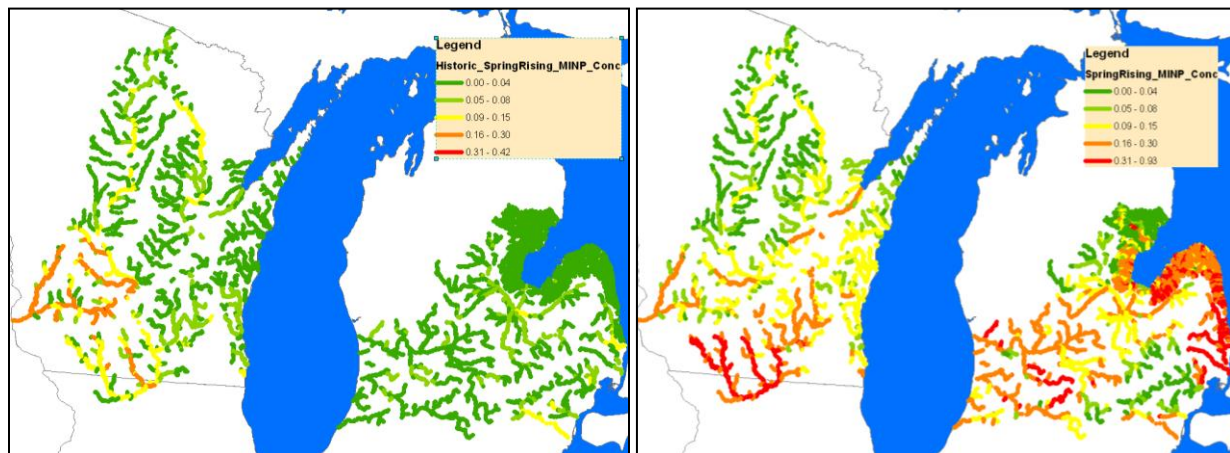 Legend
Historic_SpringRising_MINP_Conc
0.00 - 0.04
0.05 - 0.08
0.09 - 0.15
0.16 - 0.30
0.31 - 0.42
Legend
SpringRising_MINP_Conc
0.00 - 0.04
0.05 - 0.08
0.09 - 0.15
0.16 - 0.30
0.31 - 0.93